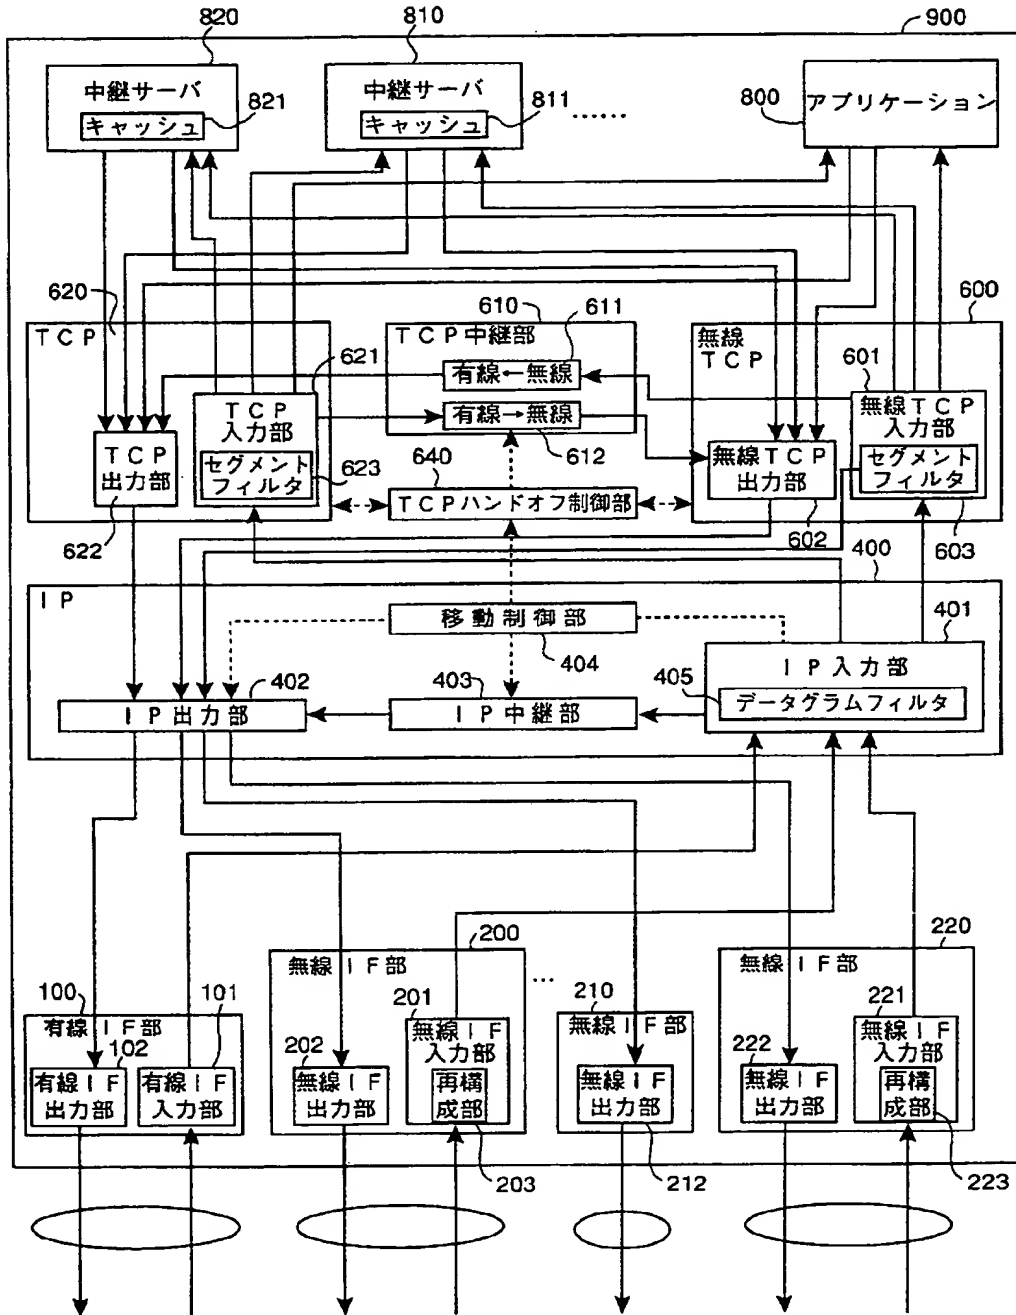 820
810
900
中継サーバ
821
キャッシュ
中継サーバ
811
キャッシュ
……
800
アプリケーション
620
TCP
621
TCP
入力部
セグメント
フィルタ
623
TCP
出力部
622
610
611
TCP中継部
有線←無線
有線→無線
612
640
TCPハンドオフ制御部
600
無線
TCP
601
無線TCP
入力部
セグメント
フィルタ
603
無線TCP
出力部
602
400
IP
移動制御部
404
401
IP入力部
405
データグラムフィルタ
402
IP出力部
403
IP中継部
100
101
有線IF部
102
有線IF
出力部
有線IF
入力部
200
無線IF部
201
無線IF
入力部
再構
成部
202
無線IF
出力部
203
…
210
無線IF部
無線IF
出力部
212
220
無線IF部
221
無線IF
入力部
再構
成部
222
無線IF
出力部
223